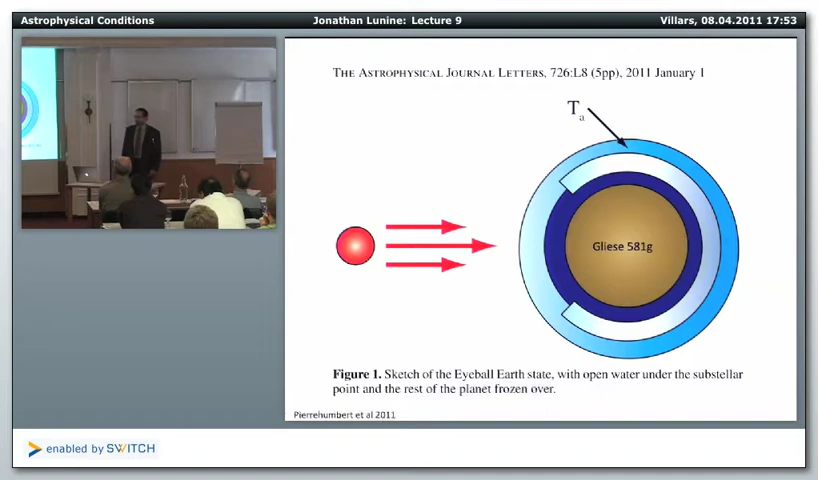 Astrophysical Conditions
Jonathan Lunine: Lecture 9
Villars, 08.04.2011 17:53
THE ASTROPHYSICAL JOURNAL LETTERS, 726:L8 (5pp), 2011 January 1
Ta
Gliese 581g
Figure 1. Sketch of the Eyeball Earth state, with open water under the substellar
point and the rest of the planet frozen over.
Pierrehumbert et al 2011
enabled by SWITCH